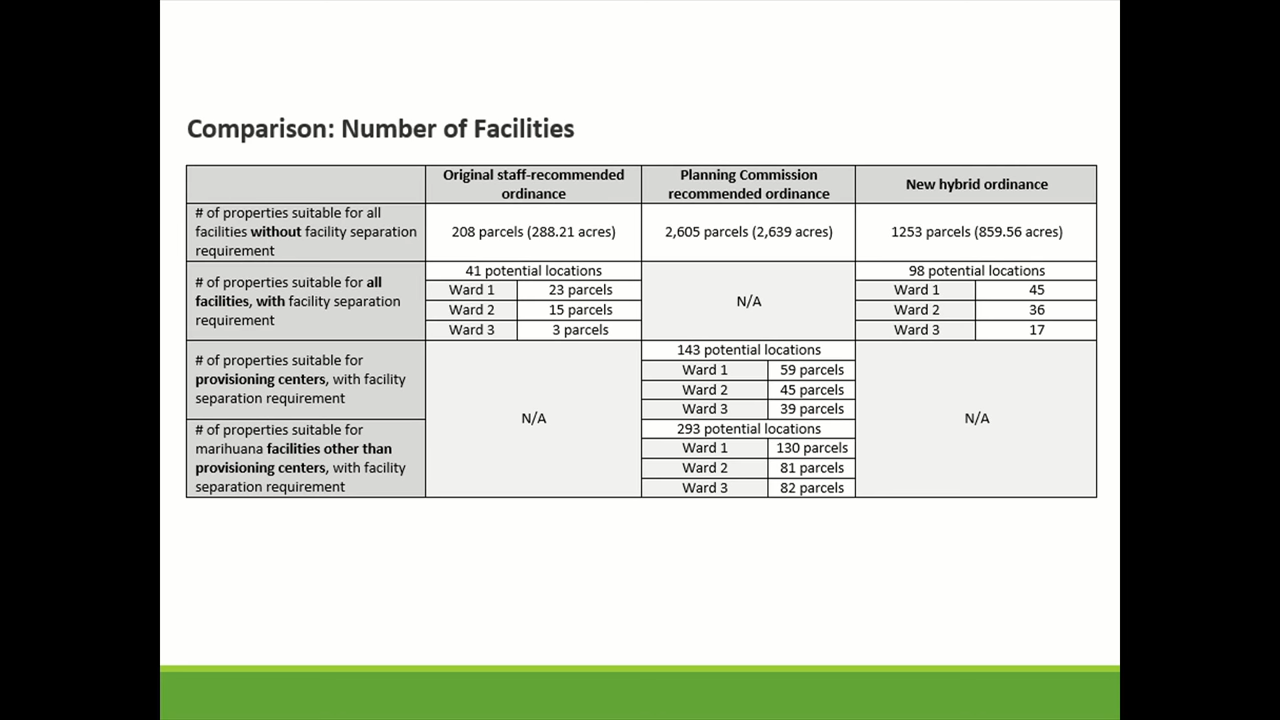 Comparison: Number of Facilities
Original staff-recommended
ordinance
Planning Commission
recommended ordinance
New hybrid ordinance
# of properties suitable for all
facilities without facility separation
requirement
208 parcels (288.21 acres)
2,605 parcels (2,639 acres)
1253 parcels (859.56 acres)
# of properties suitable for all
facilities, with facility separation
requirement
41 potential locations
Ward 1 23 parcels
Ward 2 15 parcels
Ward 3 3 parcels
N/A
98 potential locations
Ward 1 45
Ward 2 36
Ward 3 17
# of properties suitable for
provisioning centers, with facility
separation requirement
N/A
143 potential locations
Ward 1 59 parcels
Ward 2 45 parcels
Ward 3 39 parcels
N/A
# of properties suitable for
marihuana facilities other than
provisioning centers, with facility
separation requirement
293 potential locations
Ward 1 130 parcels
Ward 2 81 parcels
Ward 3 82 parcels